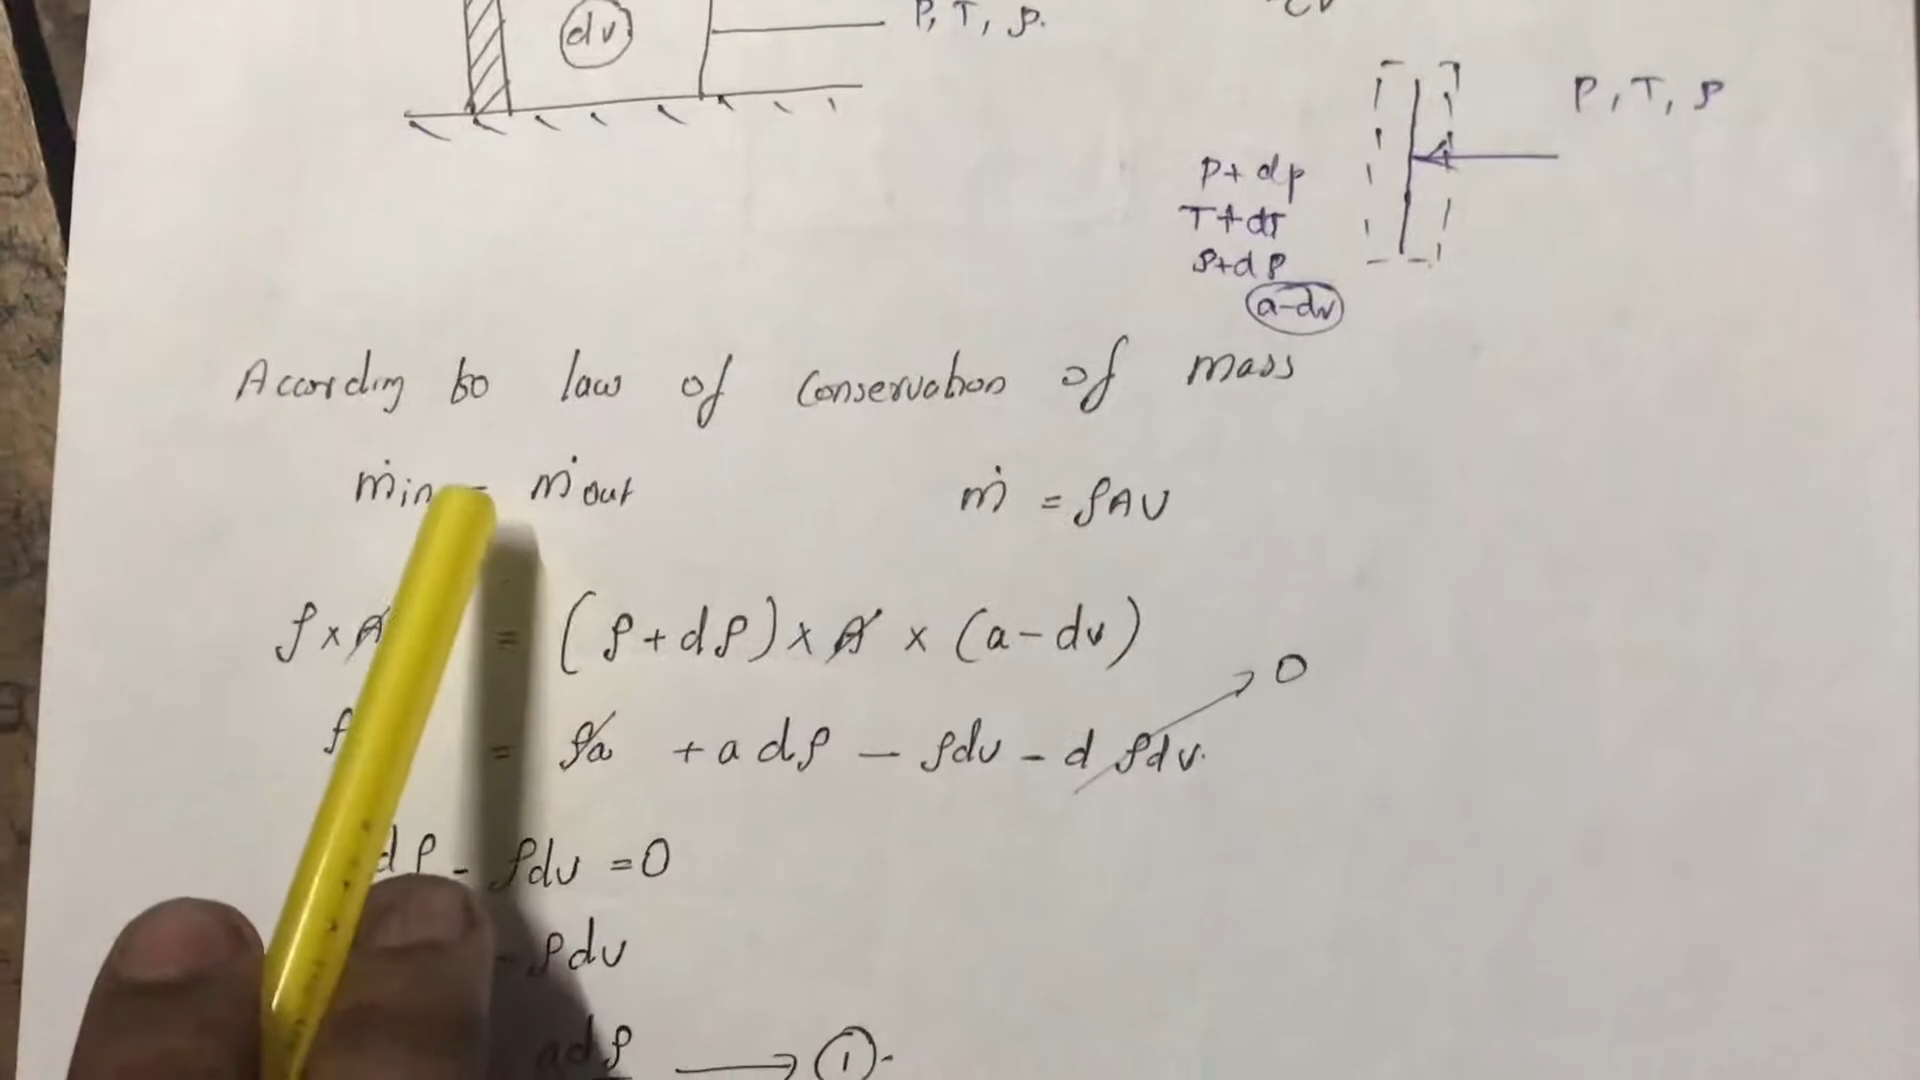 dv
P, T, ρ.
P, T, ρ
P+dp
T+dT
ρ+dρ
a-dv
According to law of Conservation of mass
ṁin = ṁout
ṁ = ρAV
ρ×A = (ρ+dρ)×A × (a-dv)
= ρa + adρ - ρdv - dρdv. → 0
dρ - ρdv = 0
ρdv
adρ → 1